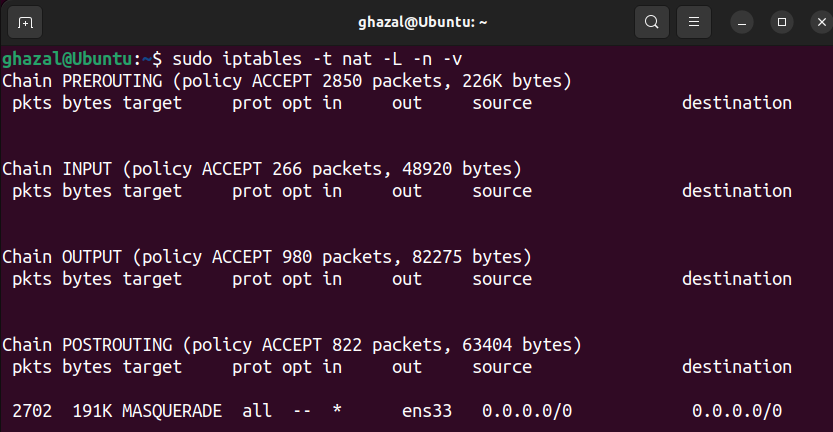 ghazal@Ubuntu: ~
ghazal@Ubuntu:~$ sudo iptables -t nat -L -n -v
Chain PREROUTING (policy ACCEPT 2850 packets, 226K bytes)
 pkts bytes target     prot opt in     out     source               destination

Chain INPUT (policy ACCEPT 266 packets, 48920 bytes)
 pkts bytes target     prot opt in     out     source               destination

Chain OUTPUT (policy ACCEPT 980 packets, 82275 bytes)
 pkts bytes target     prot opt in     out     source               destination

Chain POSTROUTING (policy ACCEPT 822 packets, 63404 bytes)
 pkts bytes target     prot opt in     out     source               destination

 2702  191K MASQUERADE  all  --  *      ens33   0.0.0.0/0            0.0.0.0/0